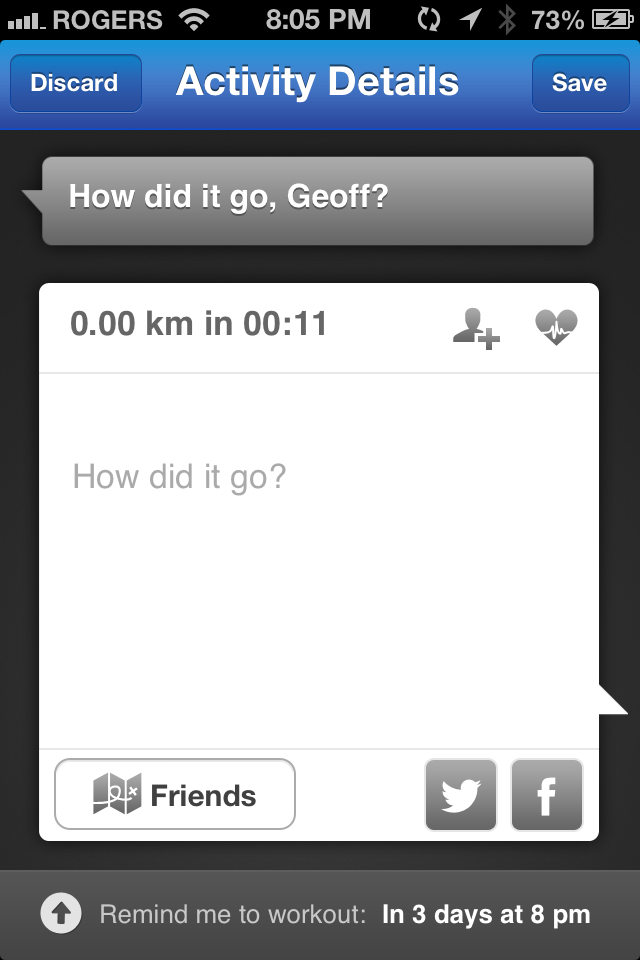 ROGERS 8:05 PM 73%
Discard Activity Details Save
How did it go, Geoff?
0.00 km in 00:11
How did it go?
Friends f
Remind me to workout: In 3 days at 8 pm